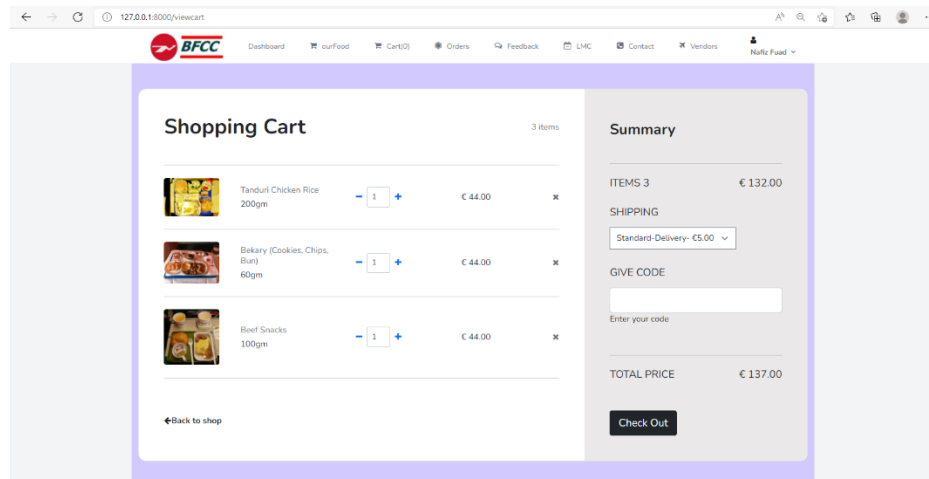 127.0.0.1:8000/viewcart
BFCC
Dashboard
ourFood
Cart(0)
Orders
Feedback
LMC
Contact
Vendors
Nafiz Fuad
Shopping Cart
3 items
Tanduri Chicken Rice
200gm
1
€ 44.00
Bekary (Cookies, Chips,
Bun)
60gm
1
€ 44.00
Beef Snacks
100gm
1
€ 44.00
Back to shop
Summary
ITEMS 3 € 132.00
SHIPPING
Standard-Delivery- €5.00
GIVE CODE
Enter your code
TOTAL PRICE € 137.00
Check Out